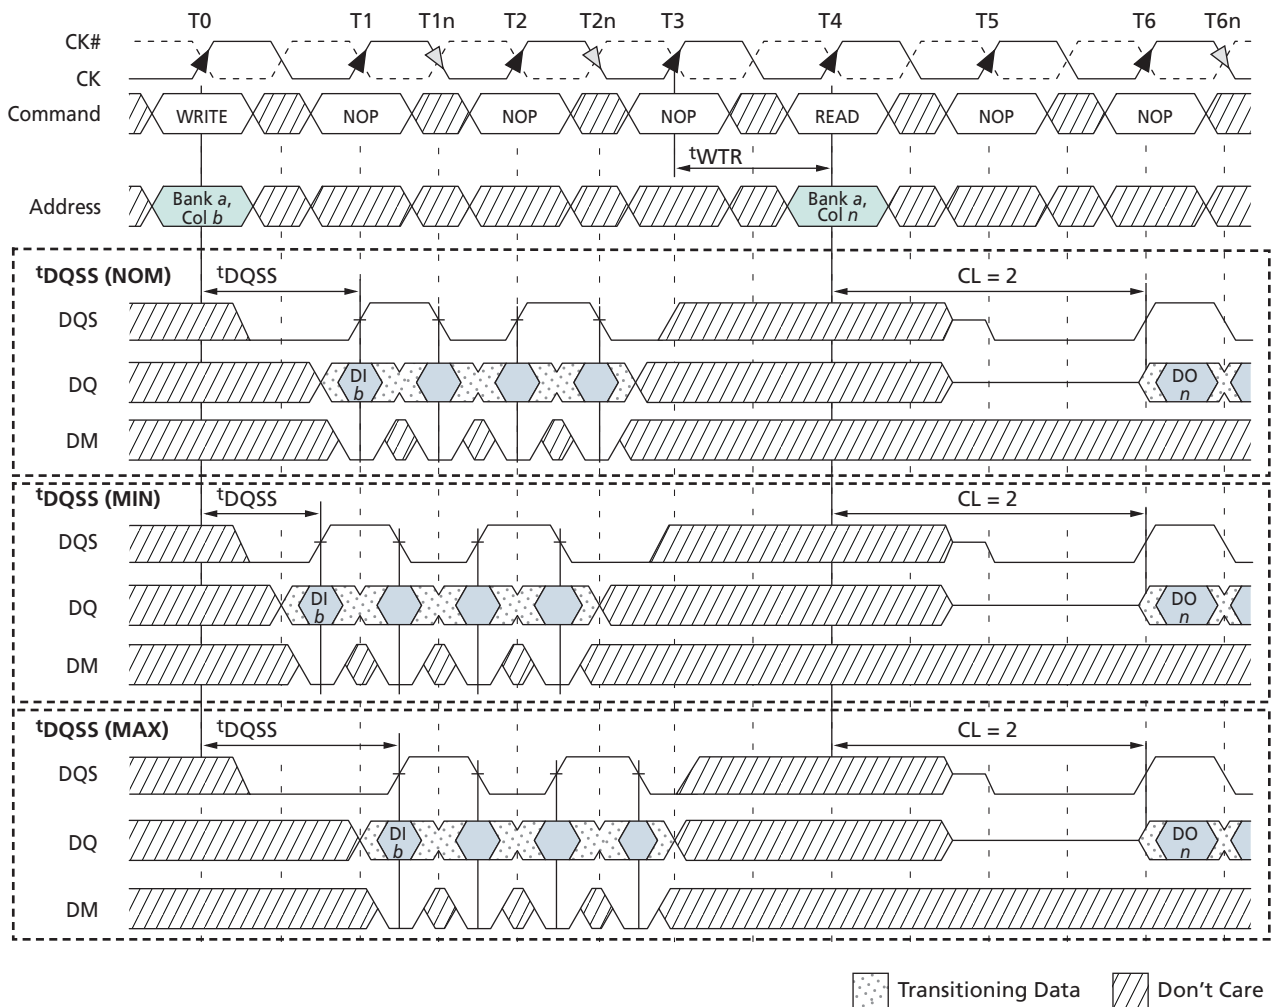 T0 T1 T1n T2 T2n T3 T4 T5 T6 T6n
CK#
CK
Command WRITE NOP NOP NOP READ NOP NOP
tWTR
Address Bank a, Col b Bank a, Col n
tDQSS (NOM) tDQSS CL = 2
DQS
DQ DI b DO n
DM
tDQSS (MIN) tDQSS CL = 2
DQS
DQ DI b DO n
DM
tDQSS (MAX) tDQSS CL = 2
DQS
DQ DI b DO n
DM
Transitioning Data Don't Care